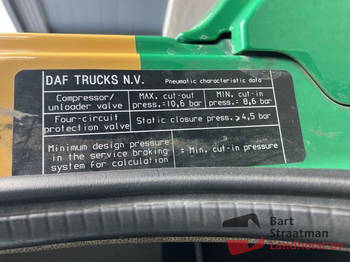 DAF TRUCKS N.V. Pneumatic characteristic data
Compressor/ MAX. cut-out MIN. cut-in
unloader valve press.=10,6 bar press.=8,6 bar
Four-circuit Static closure press.≥4,5 bar
protection valve
Minimum design pressure
in the service braking = Min. cut-in pressure
system for calculation
Bart
Straatman
Landbouw BV